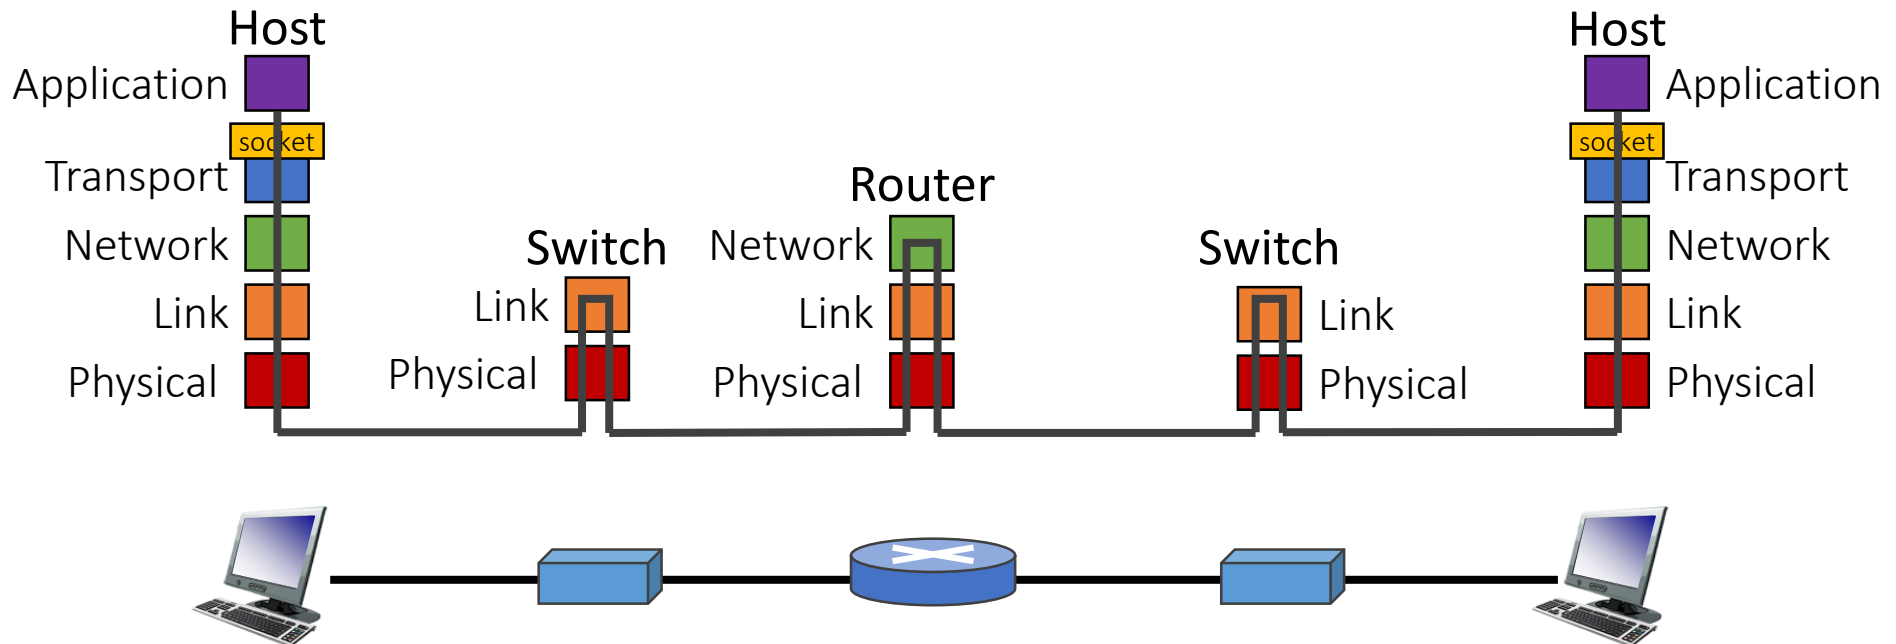 Host
Application
socket
Transport
Network
Link
Physical
Switch
Link
Physical
Router
Network
Link
Physical
Switch
Link
Physical
Host
Application
socket
Transport
Network
Link
Physical